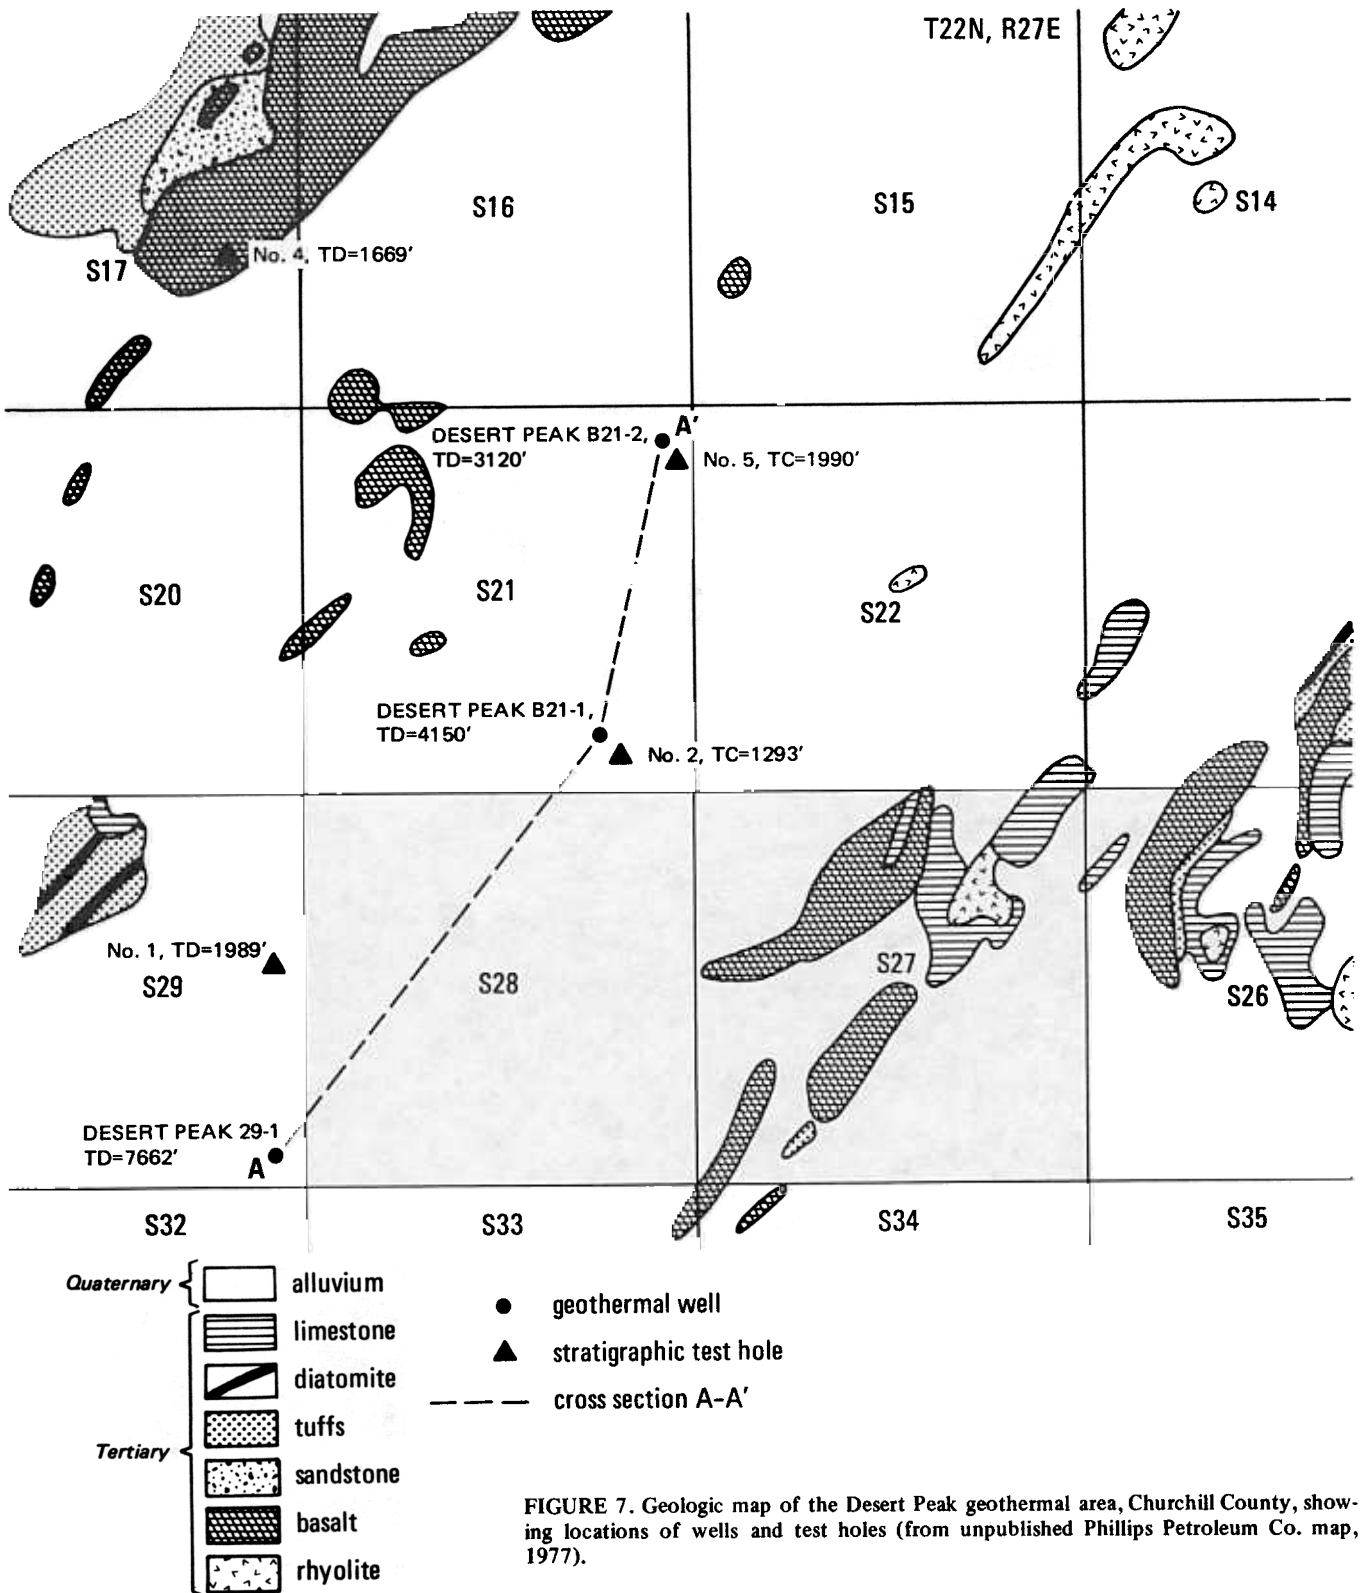 T22N, R27E
S16
S15
S14
S17
No. 4, TD=1669'
A'
DESERT PEAK B21-2,
TD=3120'
No. 5, TC=1990'
S20
S21
S22
DESERT PEAK B21-1,
TD=4150'
No. 2, TC=1293'
No. 1, TD=1989'
S29
S28
S27
S26
DESERT PEAK 29-1
TD=7662'
A
S32
S33
S34
S35
Quaternary
alluvium
limestone
diatomite
tuffs
Tertiary
sandstone
basalt
rhyolite
geothermal well
stratigraphic test hole
cross section A–A'
FIGURE 7. Geologic map of the Desert Peak geothermal area, Churchill County, show-
ing locations of wells and test holes (from unpublished Phillips Petroleum Co. map,
1977).